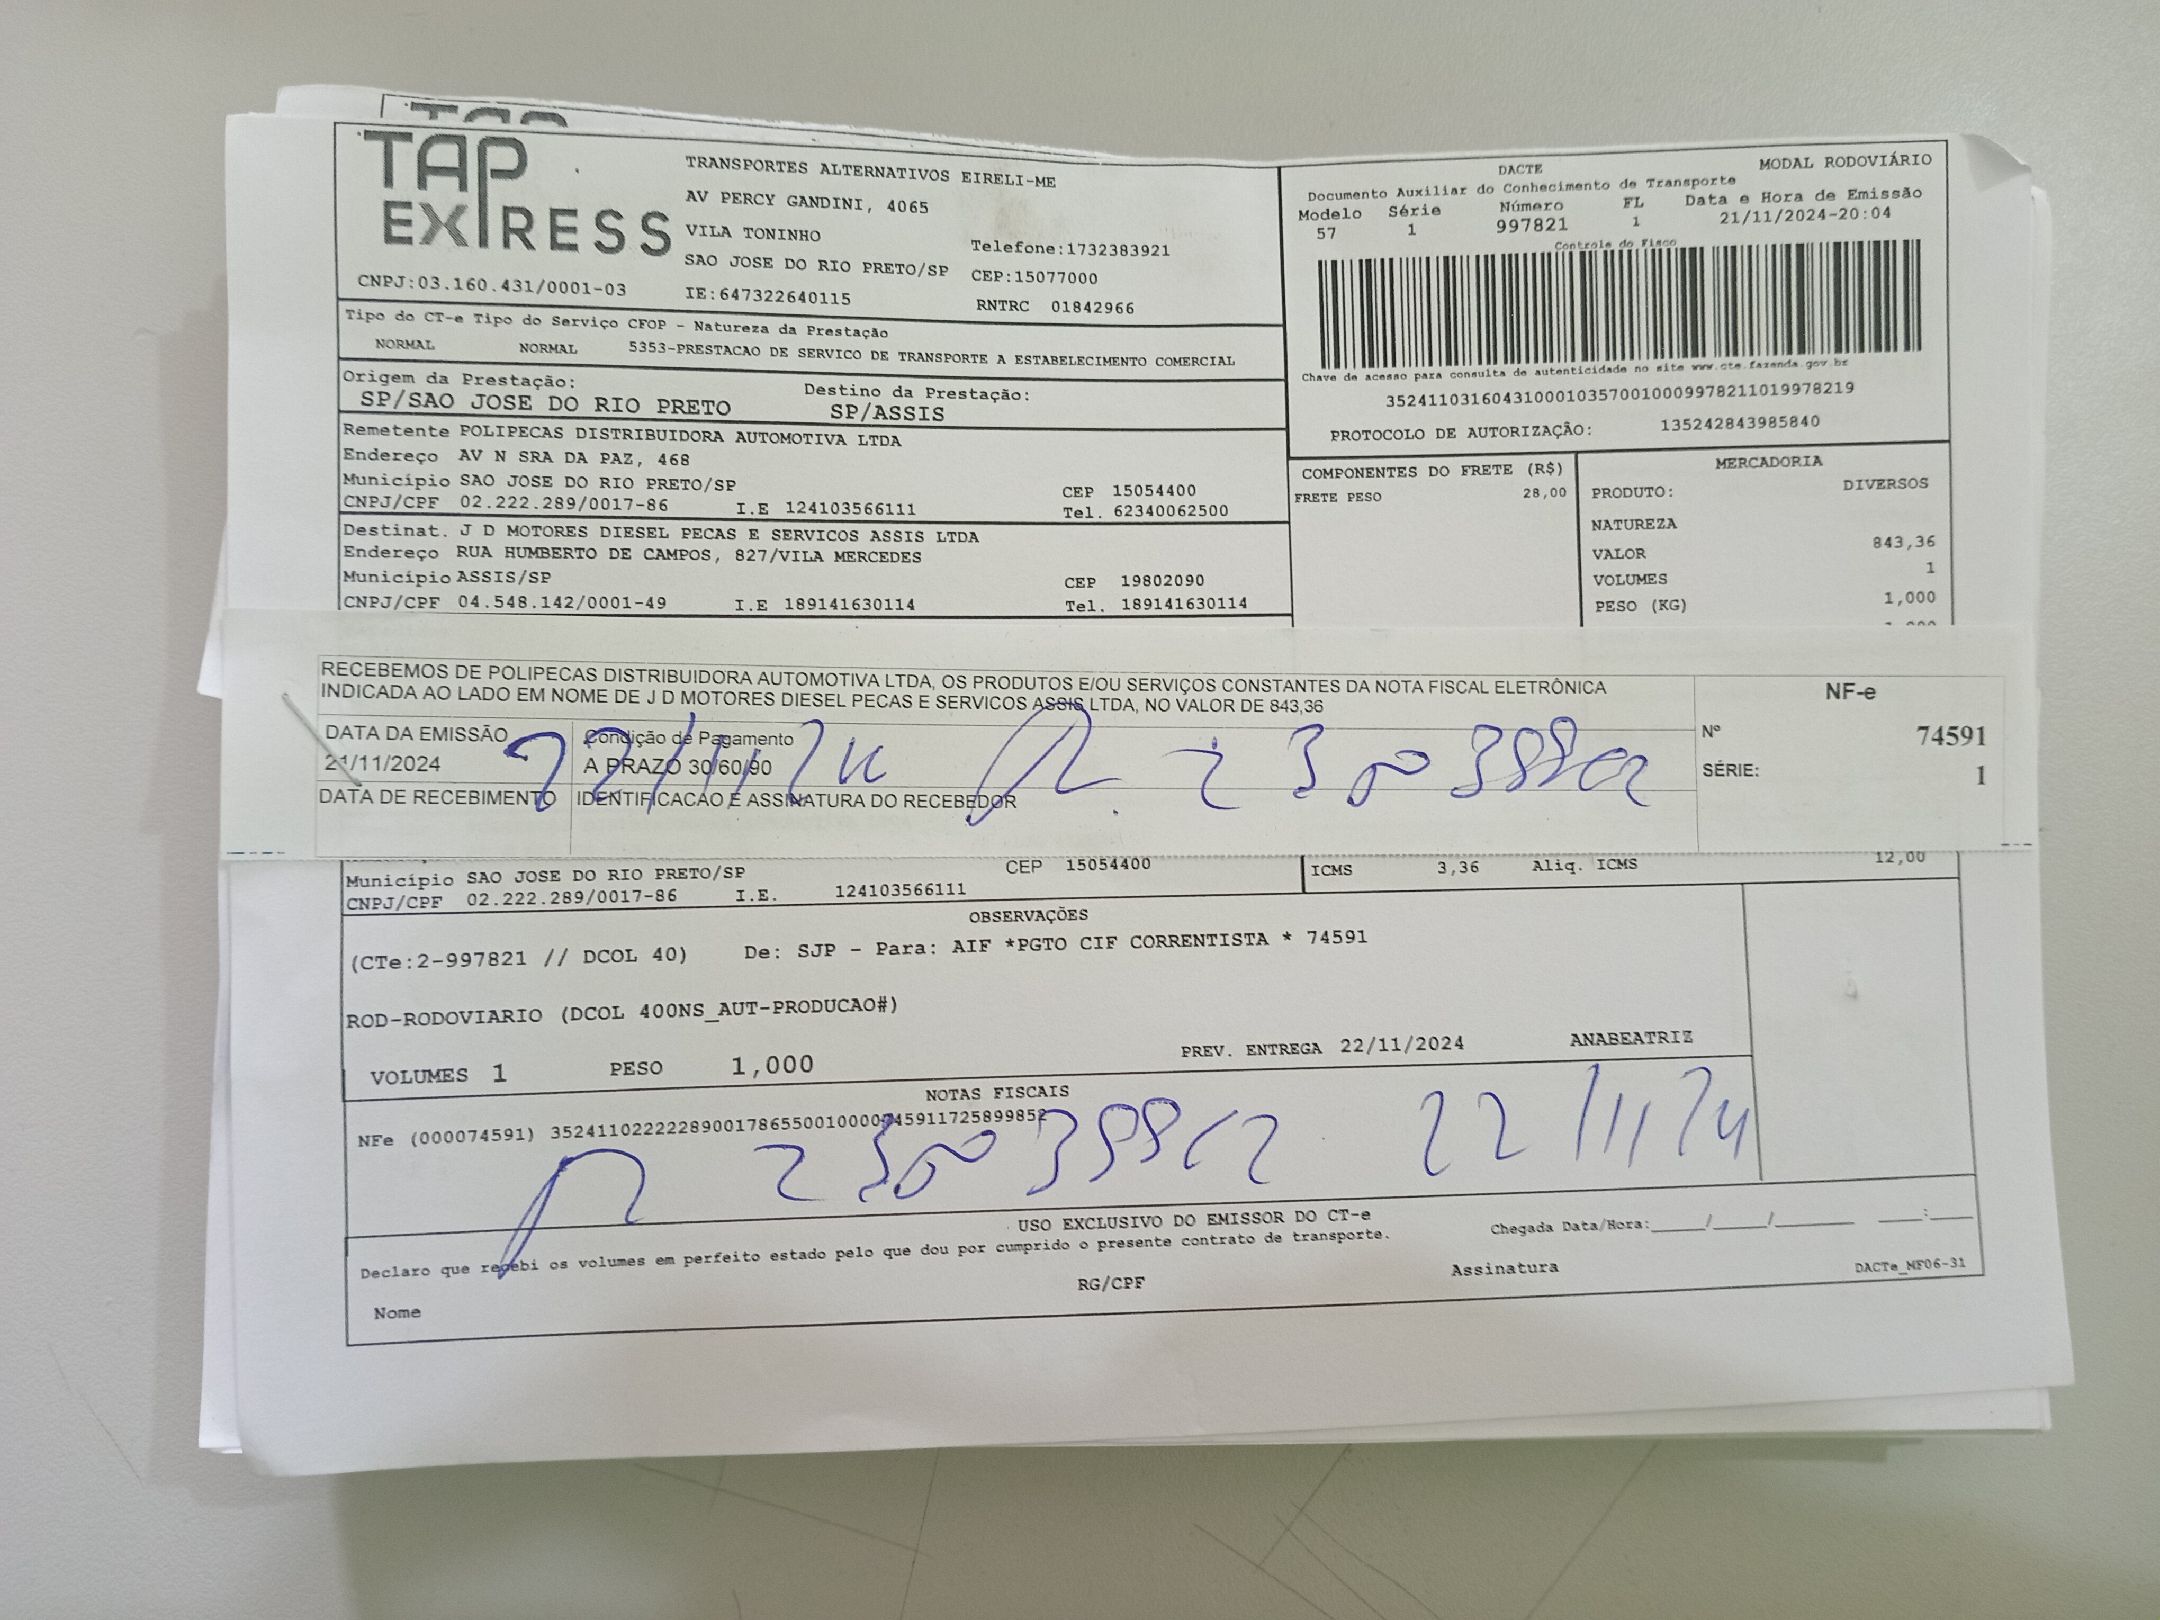 TAP
EXPRESS
TRANSPORTES ALTERNATIVOS EIRELI-ME
AV PERCY GANDINI, 4065
VILA TONINHO
Telefone:1732383921
SAO JOSE DO RIO PRETO/SP CEP:15077000
CNPJ:03.160.431/0001-03 IE:647322640115 RNTRC 01842966
DACTE MODAL RODOVIÁRIO
Documento Auxiliar do Conhecimento de Transporte
Modelo Série Número FL Data e Hora de Emissão
57 1 997821 1 21/11/2024-20:04
Controle do Fisco
Chave de acesso para consulta de autenticidade no site www.cte.fazenda.gov.br
35241103160431000103570010009978211019978219
PROTOCOLO DE AUTORIZAÇÃO: 135242843985840
Tipo do CT-e Tipo do Serviço CFOP - Natureza da Prestação
NORMAL NORMAL 5353-PRESTACAO DE SERVICO DE TRANSPORTE A ESTABELECIMENTO COMERCIAL
Origem da Prestação: Destino da Prestação:
SP/SAO JOSE DO RIO PRETO SP/ASSIS
Remetente POLIPECAS DISTRIBUIDORA AUTOMOTIVA LTDA
Endereço AV N SRA DA PAZ, 468
Município SAO JOSE DO RIO PRETO/SP CEP 15054400
CNPJ/CPF 02.222.289/0017-86 I.E 124103566111 Tel. 62340062500
Destinat. J D MOTORES DIESEL PECAS E SERVICOS ASSIS LTDA
Endereço RUA HUMBERTO DE CAMPOS, 827/VILA MERCEDES
Município ASSIS/SP CEP 19802090
CNPJ/CPF 04.548.142/0001-49 I.E 189141630114 Tel. 189141630114
COMPONENTES DO FRETE (R$)
FRETE PESO 28,00
MERCADORIA
PRODUTO: DIVERSOS
NATUREZA
VALOR 843,36
VOLUMES 1
PESO (KG) 1,000
RECEBEMOS DE POLIPECAS DISTRIBUIDORA AUTOMOTIVA LTDA, OS PRODUTOS E/OU SERVIÇOS CONSTANTES DA NOTA FISCAL ELETRÔNICA
INDICADA AO LADO EM NOME DE J D MOTORES DIESEL PECAS E SERVICOS ASSIS LTDA, NO VALOR DE 843,36
DATA DA EMISSÃO Condição de Pagamento
21/11/2024 A PRAZO 30/60/90
DATA DE RECEBIMENTO IDENTIFICACAO E ASSINATURA DO RECEBEDOR
22/11/24
NF-e
Nº 74591
SÉRIE: 1
Município SAO JOSE DO RIO PRETO/SP CEP 15054400
CNPJ/CPF 02.222.289/0017-86 I.E. 124103566111
ICMS 3,36 Aliq. ICMS 12,00
OBSERVAÇÕES
(CTe:2-997821 // DCOL 40) De: SJP - Para: AIF *PGTO CIF CORRENTISTA * 74591
ROD-RODOVIARIO (DCOL 400NS_AUT-PRODUCAO#)
VOLUMES 1 PESO 1,000 PREV. ENTREGA 22/11/2024 ANABEATRIZ
NOTAS FISCAIS
NFe (000074591) 35241102222289001786550010000745911725899852
22/11/24
USO EXCLUSIVO DO EMISSOR DO CT-e
Declaro que recebi os volumes em perfeito estado pelo que dou por cumprido o presente contrato de transporte.
Chegada Data/Hora:____/____/______ ____:____
Nome RG/CPF Assinatura DACTe_MF06-31